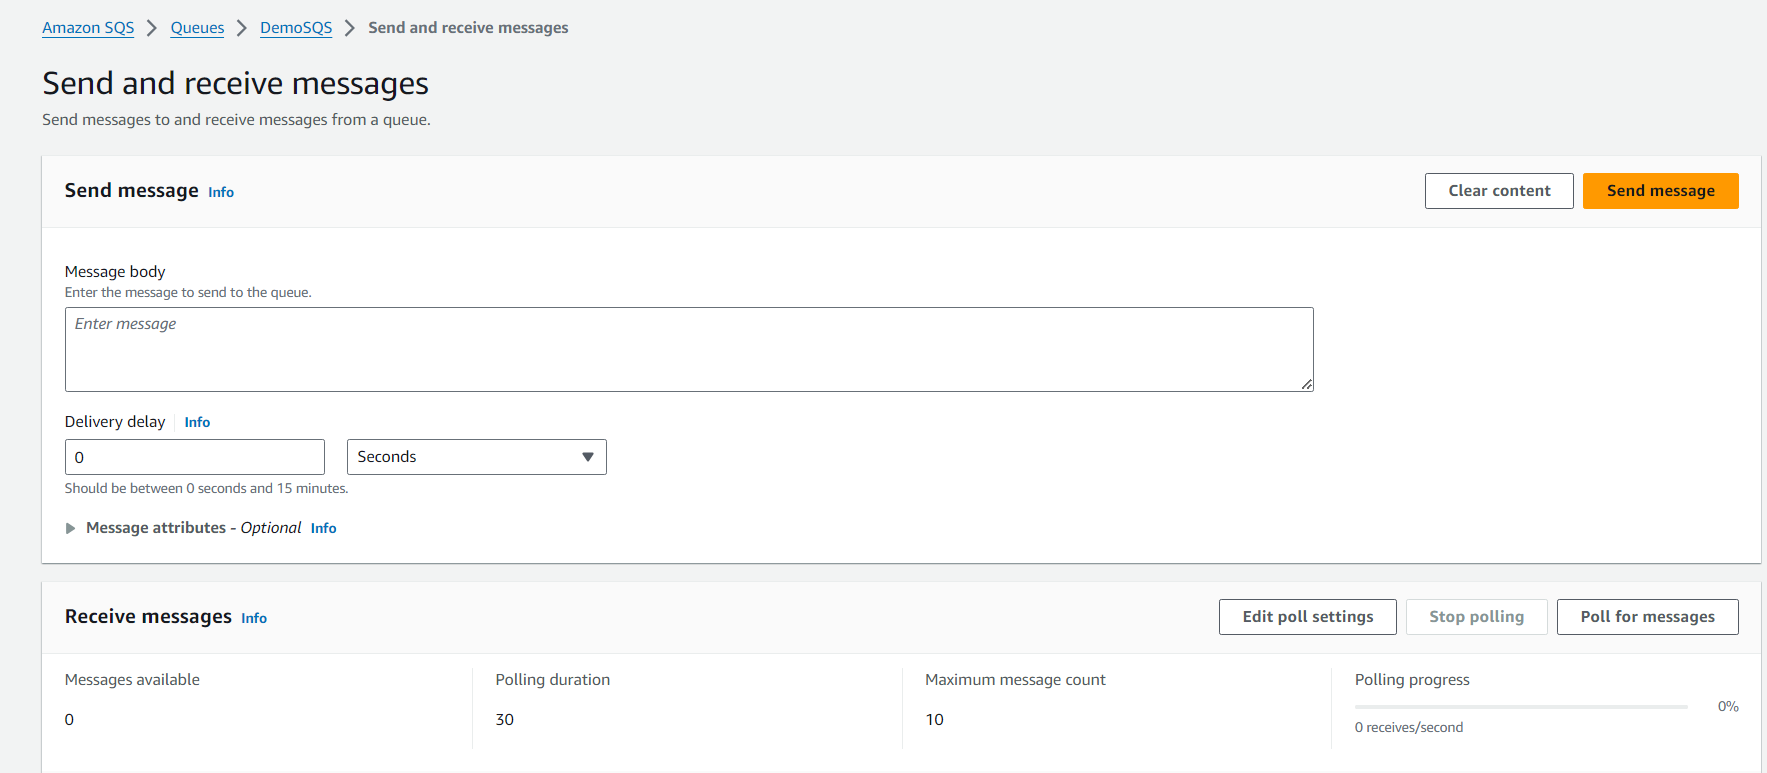 Amazon SQS > Queues > DemoSQS > Send and receive messages
Send and receive messages
Send messages to and receive messages from a queue.
Send message Info
Clear content
Send message
Message body
Enter the message to send to the queue.
Enter message
Delivery delay Info
0
Seconds
Should be between 0 seconds and 15 minutes.
Message attributes - Optional Info
Receive messages Info
Edit poll settings
Stop polling
Poll for messages
Messages available
0
Polling duration
30
Maximum message count
10
Polling progress
0%
0 receives/second